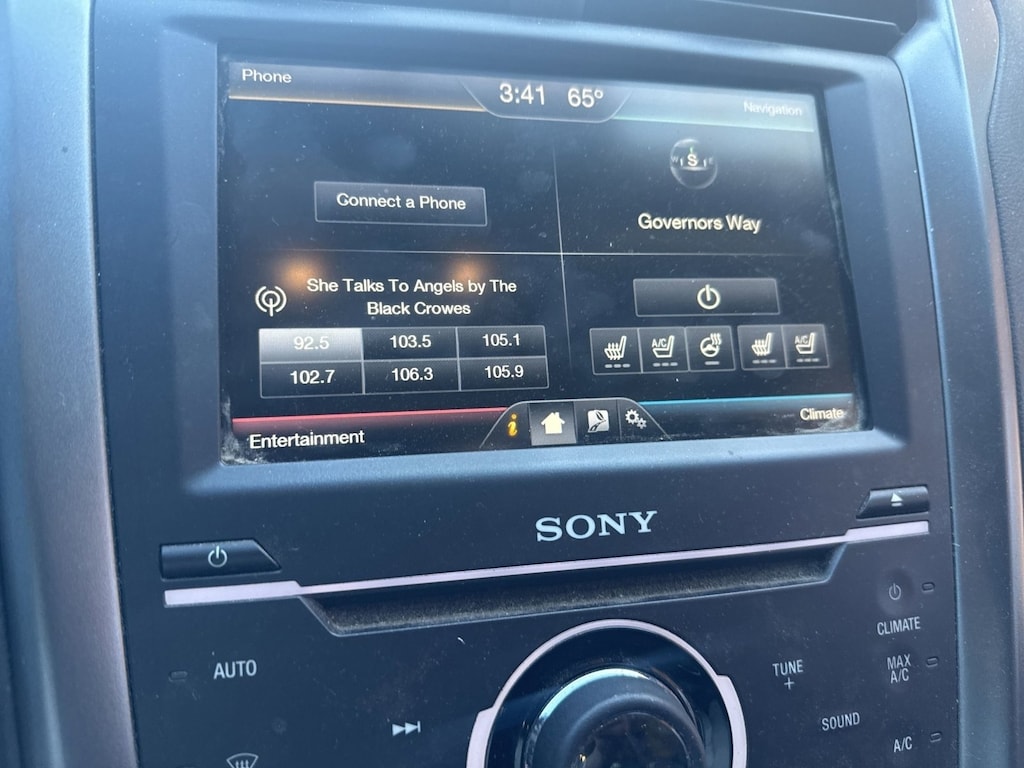 Phone
3:41 65°
Navigation
W S E
Connect a Phone
Governors Way
She Talks To Angels by The
Black Crowes
92.5 103.5 105.1
102.7 106.3 105.9
A/C
A/C
Entertainment
i
Climate
SONY
CLIMATE
AUTO
TUNE
+
MAX
A/C
SOUND
A/C